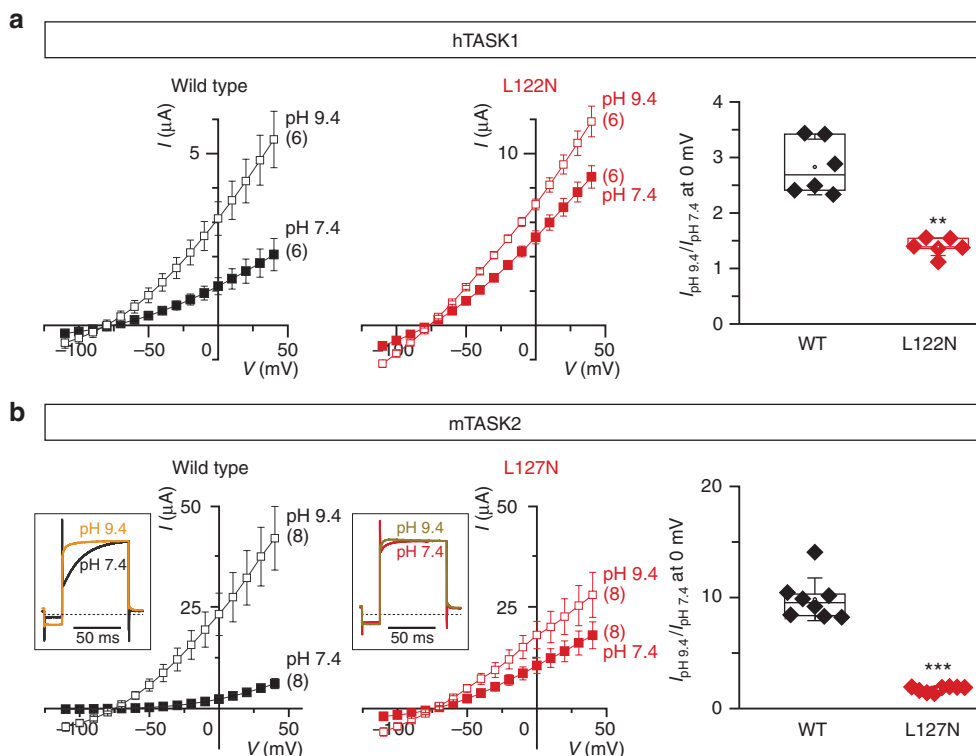 a
hTASK1
Wild type
I (µA)
pH 9.4
(6)
5
pH 7.4
(6)
–100
–50
0
50
V (mV)
L122N
I (µA)
pH 9.4
(6)
10
(6)
pH 7.4
–100
–50
0
50
V (mV)
IpH 9.4/IpH 7.4 at 0 mV
4
3
2
1
0
**
WT
L122N
b
mTASK2
Wild type
I (µA)
50
pH 9.4
(8)
25
pH 7.4
(8)
–100
–50
0
50
V (mV)
pH 9.4
pH 7.4
50 ms
L127N
I (µA)
50
25
pH 9.4
(8)
(8)
pH 7.4
–100
–50
0
50
V (mV)
pH 9.4
pH 7.4
50 ms
IpH 9.4/IpH 7.4 at 0 mV
20
10
0
***
WT
L127N